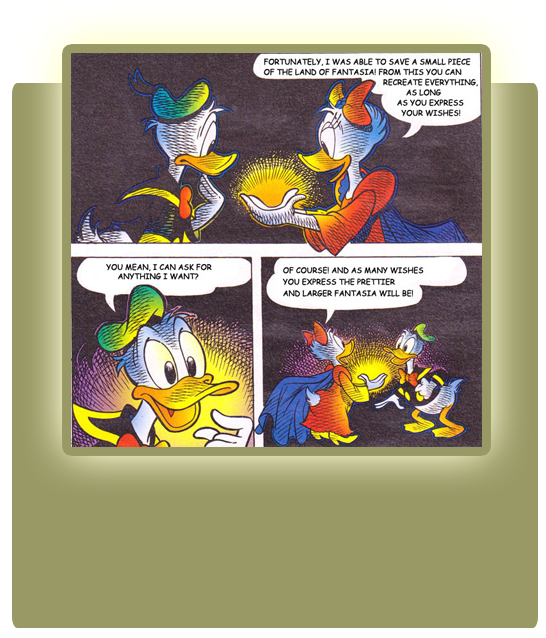 FORTUNATELY, I WAS ABLE TO SAVE A SMALL PIECE
OF THE LAND OF FANTASIA! FROM THIS YOU CAN
RECREATE EVERYTHING,
AS LONG
AS YOU EXPRESS
YOUR WISHES!
YOU MEAN, I CAN ASK FOR
ANYTHING I WANT?
OF COURSE! AND AS MANY WISHES
YOU EXPRESS THE PRETTIER
AND LARGER FANTASIA WILL BE!